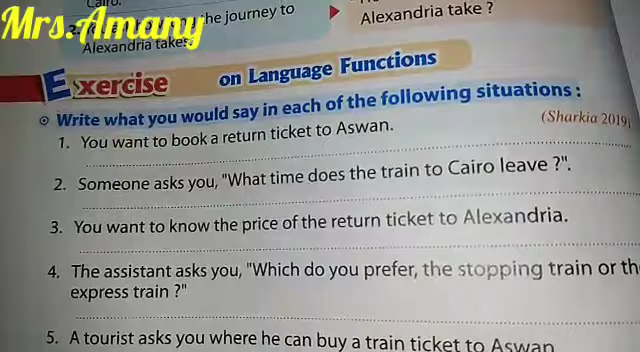 Cairo.
Mrs.Amany
2.
the journey to
Alexandria takes
Alexandria take ?
Exercise on Language Functions
Write what you would say in each of the following situations :
(Sharkia 2019)
1. You want to book a return ticket to Aswan.
2. Someone asks you, "What time does the train to Cairo leave ?".
3. You want to know the price of the return ticket to Alexandria.
4. The assistant asks you, "Which do you prefer, the stopping train or th
express train ?"
5. A tourist asks you where he can buy a train ticket to Aswan